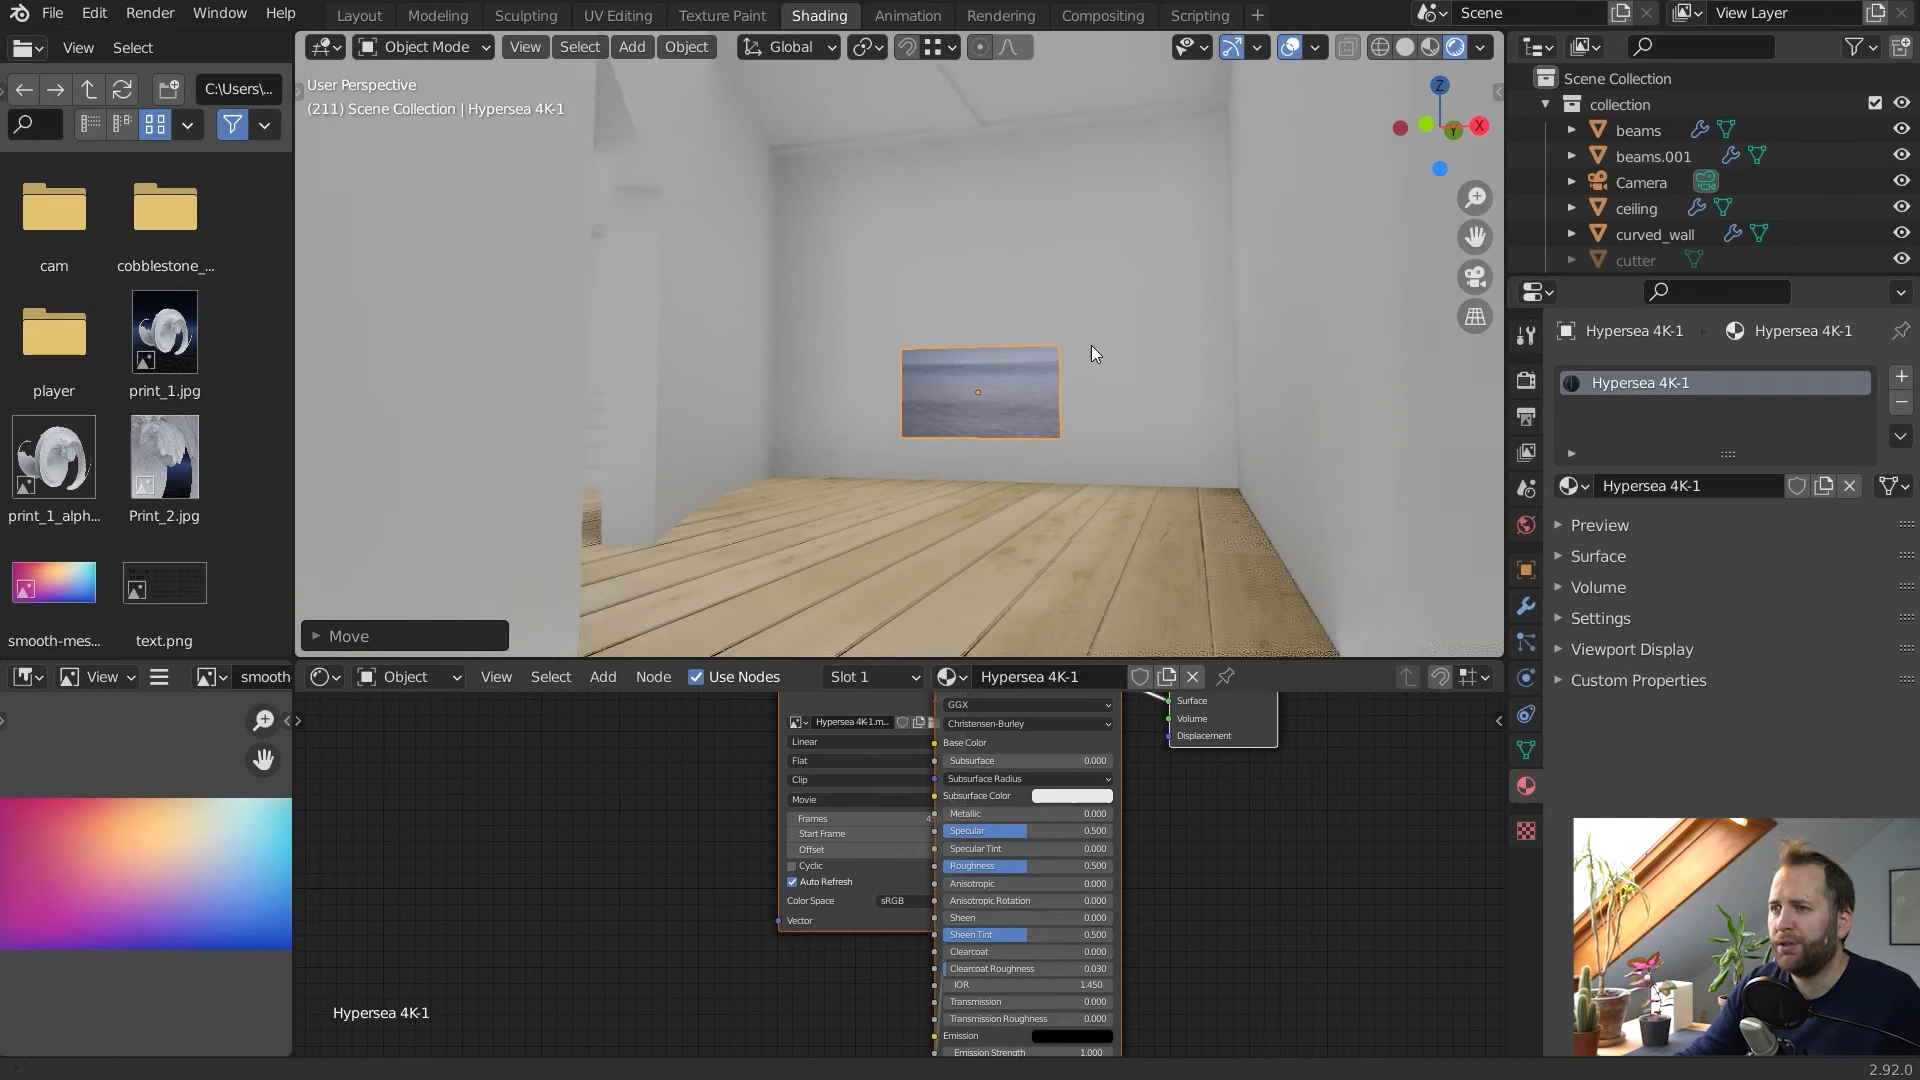 File Edit Render Window Help
Layout Modeling Sculpting UV Editing Texture Paint Shading Animation Rendering Compositing Scripting +
Scene
View Layer
View Select
Object Mode View Select Add Object Global
C:\Users\...
User Perspective
(211) Scene Collection | Hypersea 4K-1
Z
X
Y
cam
cobblestone_...
player
print_1.jpg
print_1_alph...
Print_2.jpg
smooth-mes...
text.png
Move
Scene Collection
collection
beams
beams.001
Camera
ceiling
curved_wall
cutter
Hypersea 4K-1 Hypersea 4K-1
Hypersea 4K-1
Hypersea 4K-1
Preview
Surface
Volume
Settings
Viewport Display
Custom Properties
View
smooth
Object View Select Add Node Use Nodes Slot 1 Hypersea 4K-1
Hypersea 4K-1.m...
Linear
Flat
Clip
Movie
Frames
Start Frame
Offset
Cyclic
Auto Refresh
Color Space sRGB
Vector
GGX
Christensen-Burley
Base Color
Subsurface 0.000
Subsurface Radius
Subsurface Color
Metallic 0.000
Specular 0.500
Specular Tint 0.000
Roughness 0.500
Anisotropic 0.000
Anisotropic Rotation 0.000
Sheen 0.000
Sheen Tint 0.500
Clearcoat 0.000
Clearcoat Roughness 0.030
IOR 1.450
Transmission 0.000
Transmission Roughness 0.000
Emission
Emission Strength 1.000
Surface
Volume
Displacement
Hypersea 4K-1
2.92.0